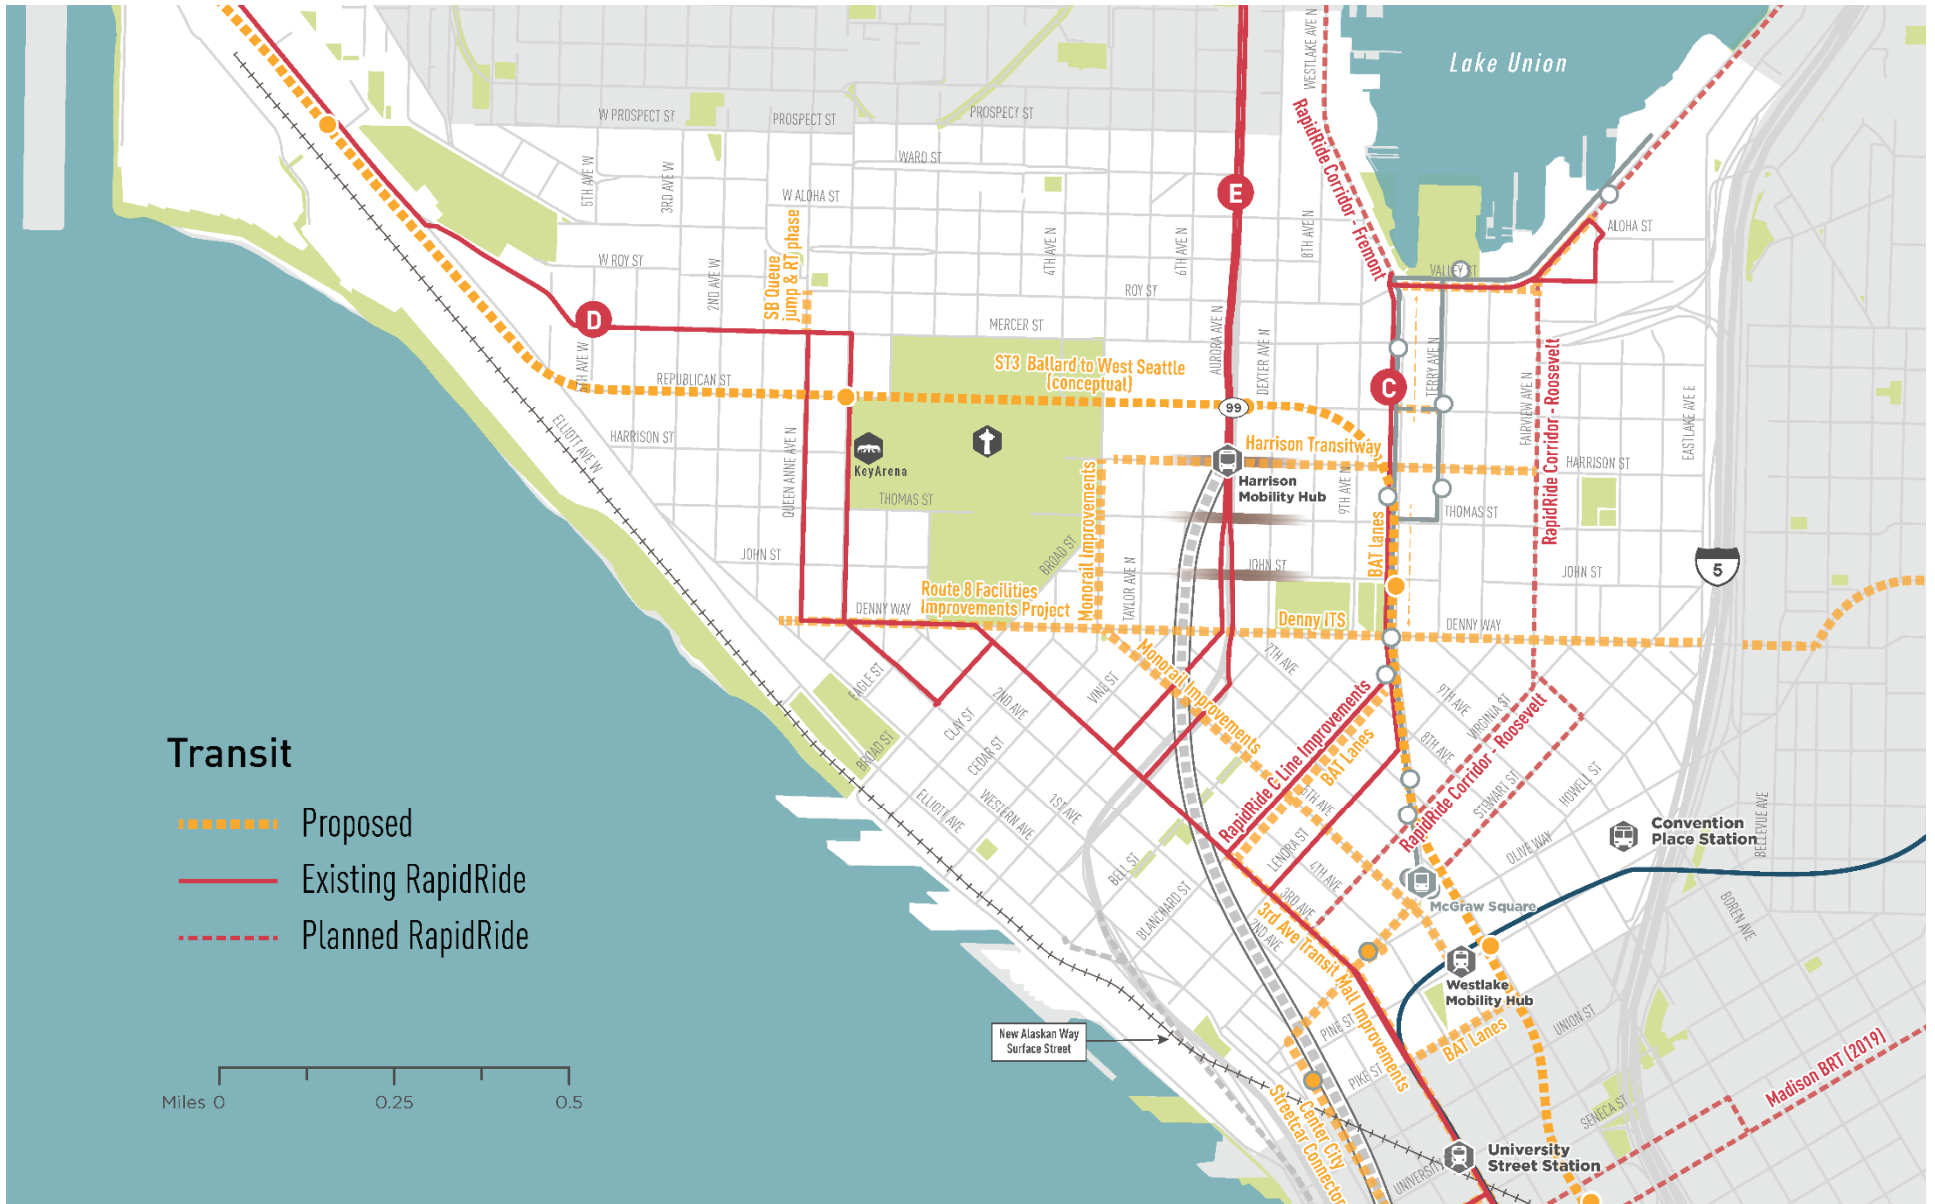 Lake Union
WESTLAKE AVE N
W PROSPECT ST
PROSPECT ST
PROSPECT ST
WARD ST
5TH AVE W
3RD AVE W
W ALOHA ST
E
RapidRide Corridor - Fremont
ALOHA ST
SB Queue
jump & RT phase
4TH AVE N
6TH AVE N
8TH AVE N
W ROY ST
2ND AVE W
ROY ST
VALLEY ST
D
MERCER ST
AURORA AVE N
DEXTER AVE N
TERRY AVE N
ST3 Ballard to West Seattle
(conceptual)
REPUBLICAN ST
C
99
FAIRVIEW AVE N
RapidRide Corridor - Roosevelt
EASTLAKE AVE E
ELLIOTT AVE W
HARRISON ST
QUEEN ANNE AVE N
KeyArena
Harrison Transitway
Harrison
Mobility Hub
9TH AVE N
HARRISON ST
THOMAS ST
Monorail Improvements
THOMAS ST
BAT Lanes
JOHN ST
BROAD ST
TAYLOR AVE N
JOHN ST
JOHN ST
5
Route 8 Facilities
Improvements Project
DENNY WAY
Denny ITS
DENNY WAY
Monorail Improvements
7TH AVE
EAGLE ST
2ND AVE
VINE ST
9TH AVE
VIRGINIA ST
CLAY ST
BROAD ST
CEDAR ST
8TH AVE
RapidRide C Line Improvements
BAT Lanes
RapidRide Corridor - Roosevelt
STEWART ST
HOWELL ST
ELLIOTT AVE
WESTERN AVE
1ST AVE
5TH AVE
LENORA ST
4TH AVE
OLIVE WAY
Convention
Place Station
BELLEVUE AVE
BELL ST
BLANCHARD ST
3RD AVE
2ND AVE
McGraw Square
BOREN AVE
3rd Ave Transit Mall Improvements
Westlake
Mobility Hub
PINE ST
BAT Lanes
UNION ST
PIKE ST
New Alaskan Way
Surface Street
Center City
Streetcar Connector
SENECA ST
Madison BRT (2019)
UNIVERSITY
University
Street Station
Transit
Proposed
Existing RapidRide
Planned RapidRide
Miles 0
0.25
0.5